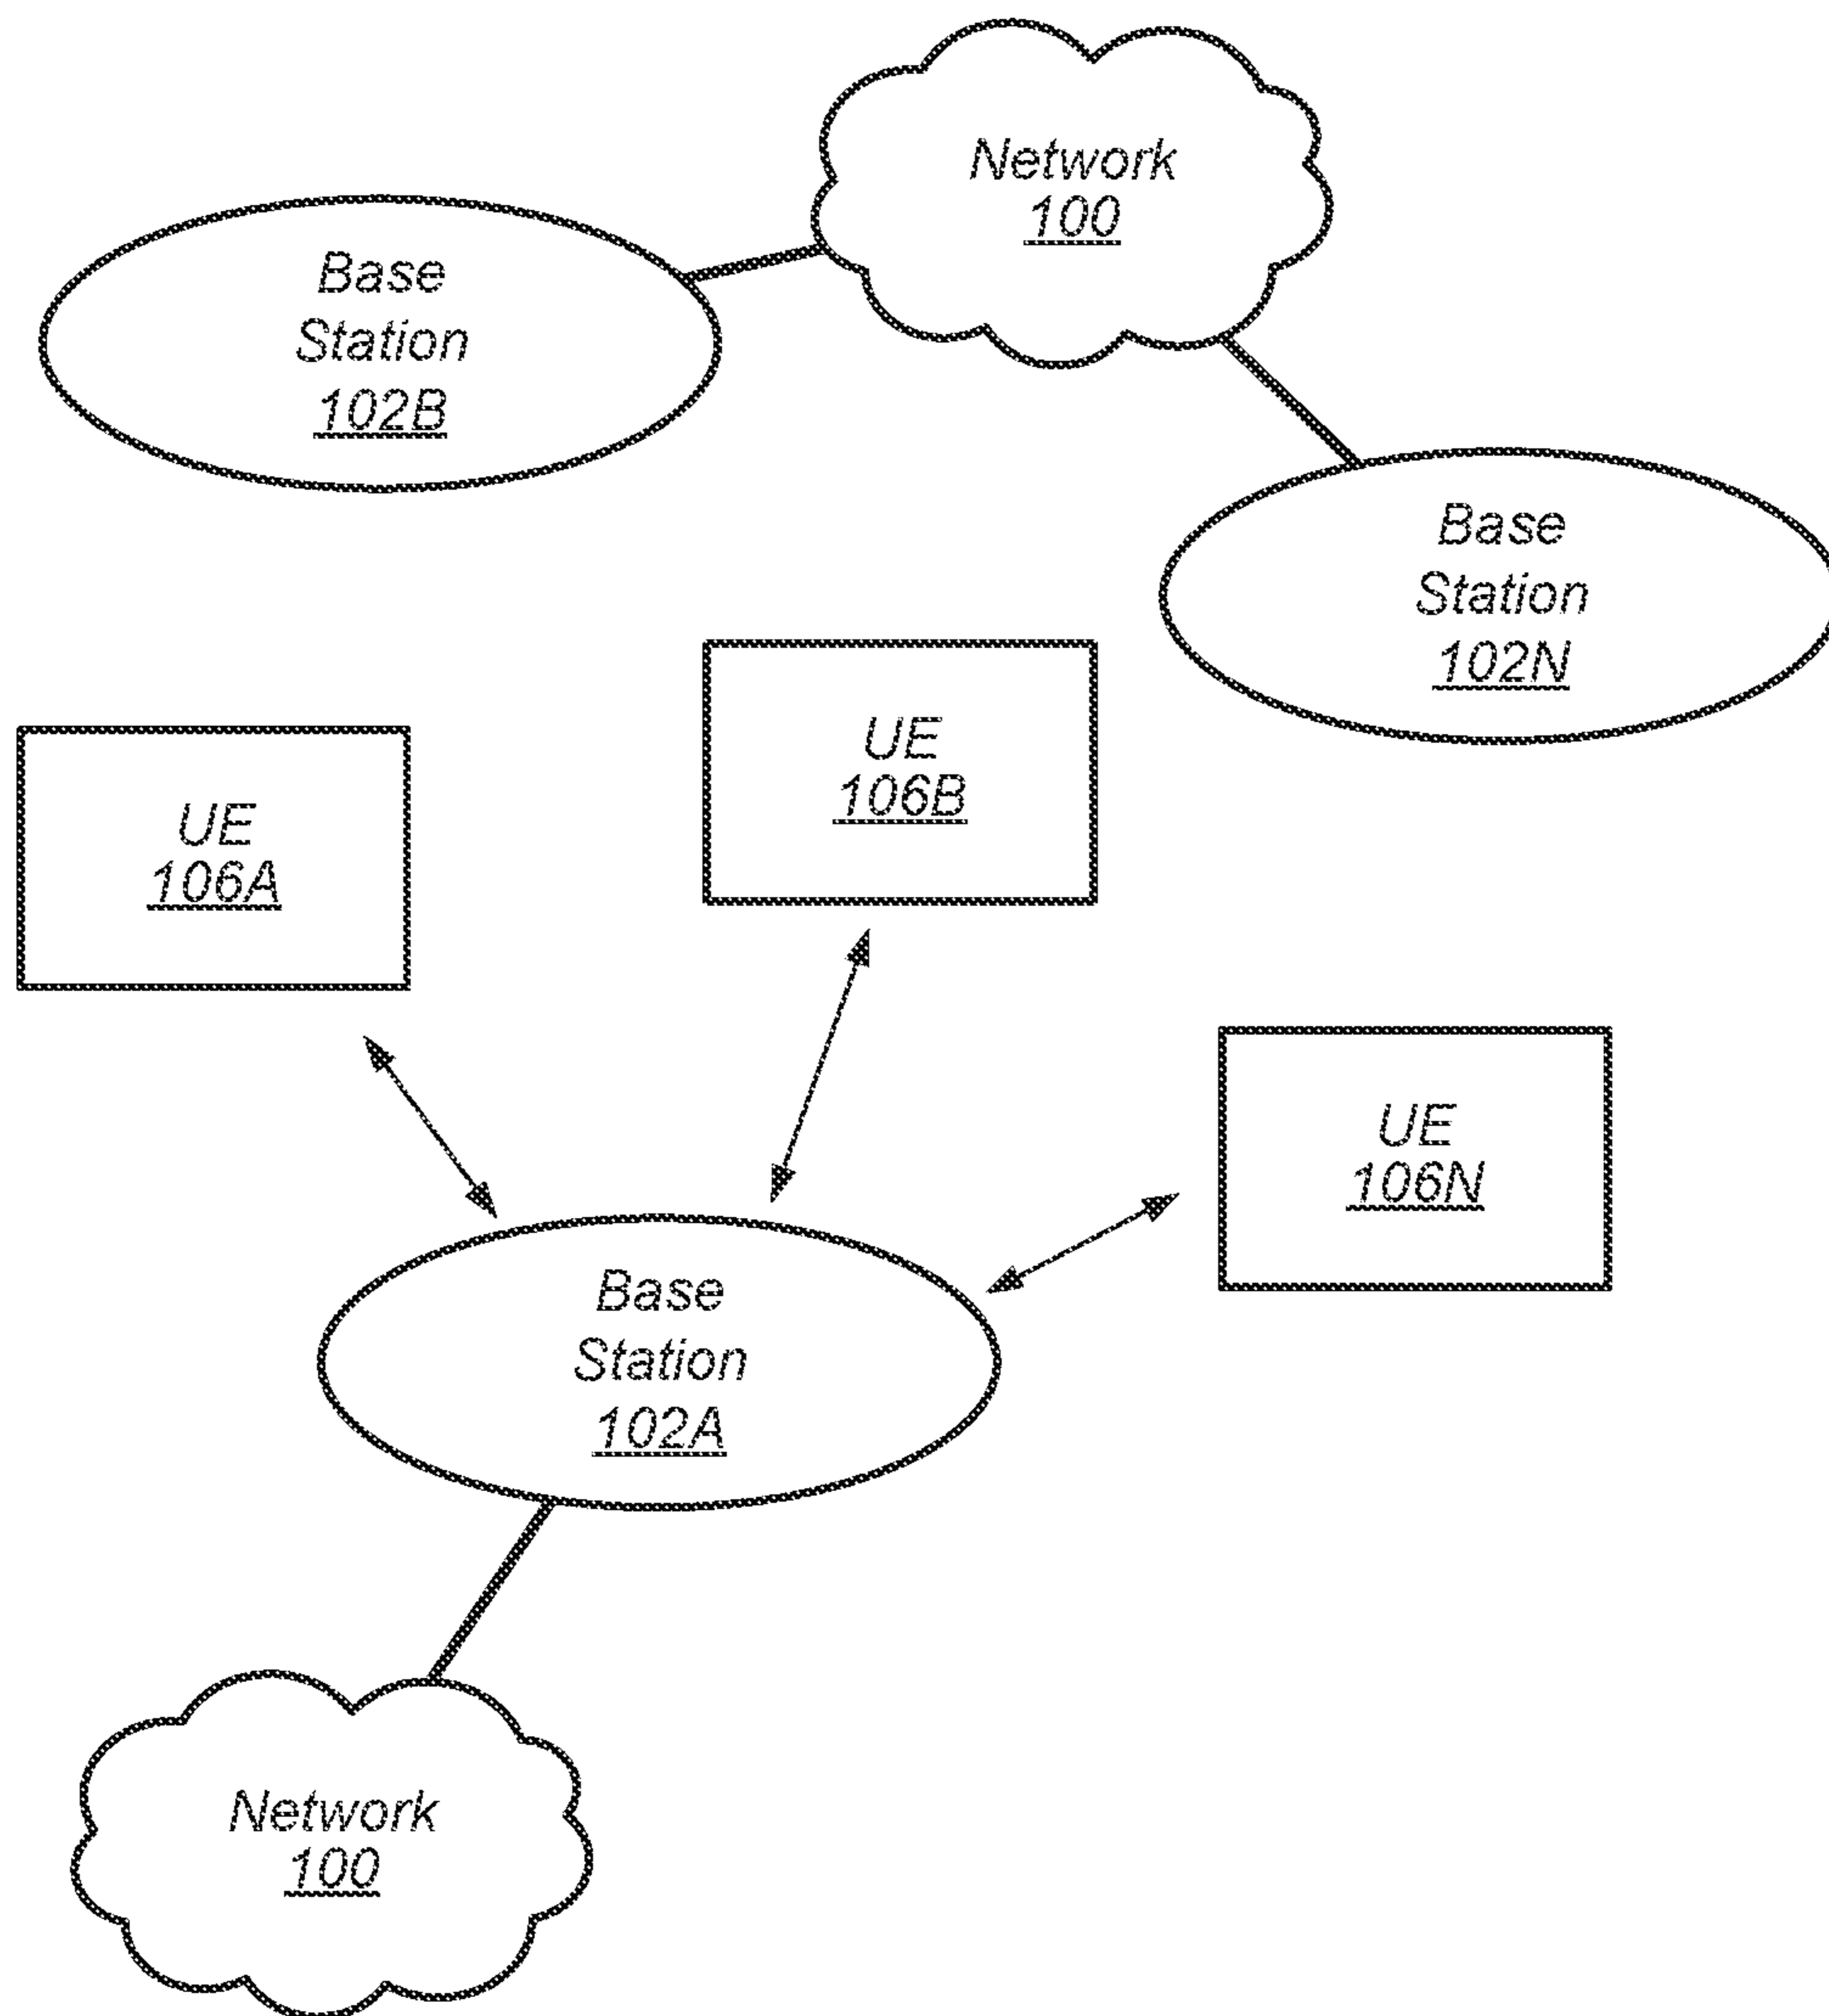 Network
100
Base
Station
102B
Base
Station
102N
UE
106B
UE
106A
UE
106N
Base
Station
102A
Network
100